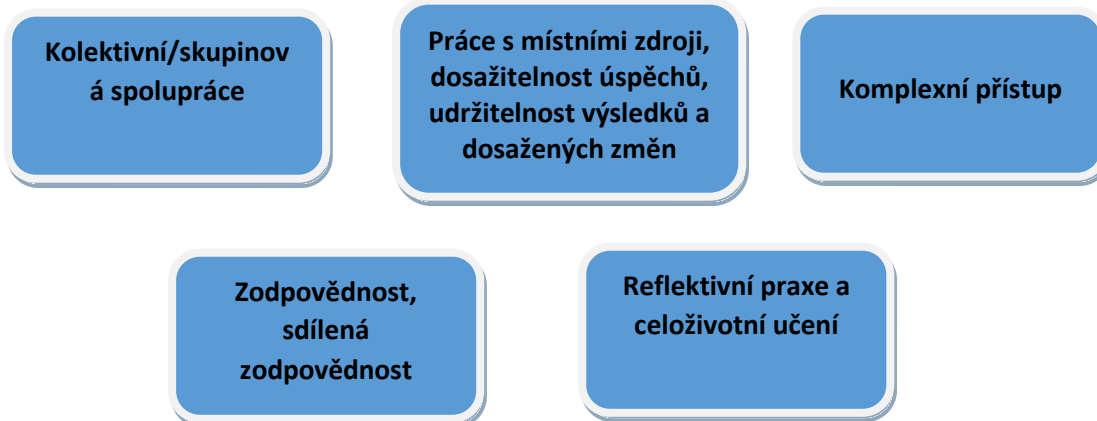 Kolektivní/skupinov
á spolupráce
Práce s místními zdroji,
dosažitelnost úspěchů,
udržitelnost výsledků a
dosažených změn
Komplexní přístup
Zodpovědnost,
sdílená
zodpovědnost
Reflektivní praxe a
celoživotní učení